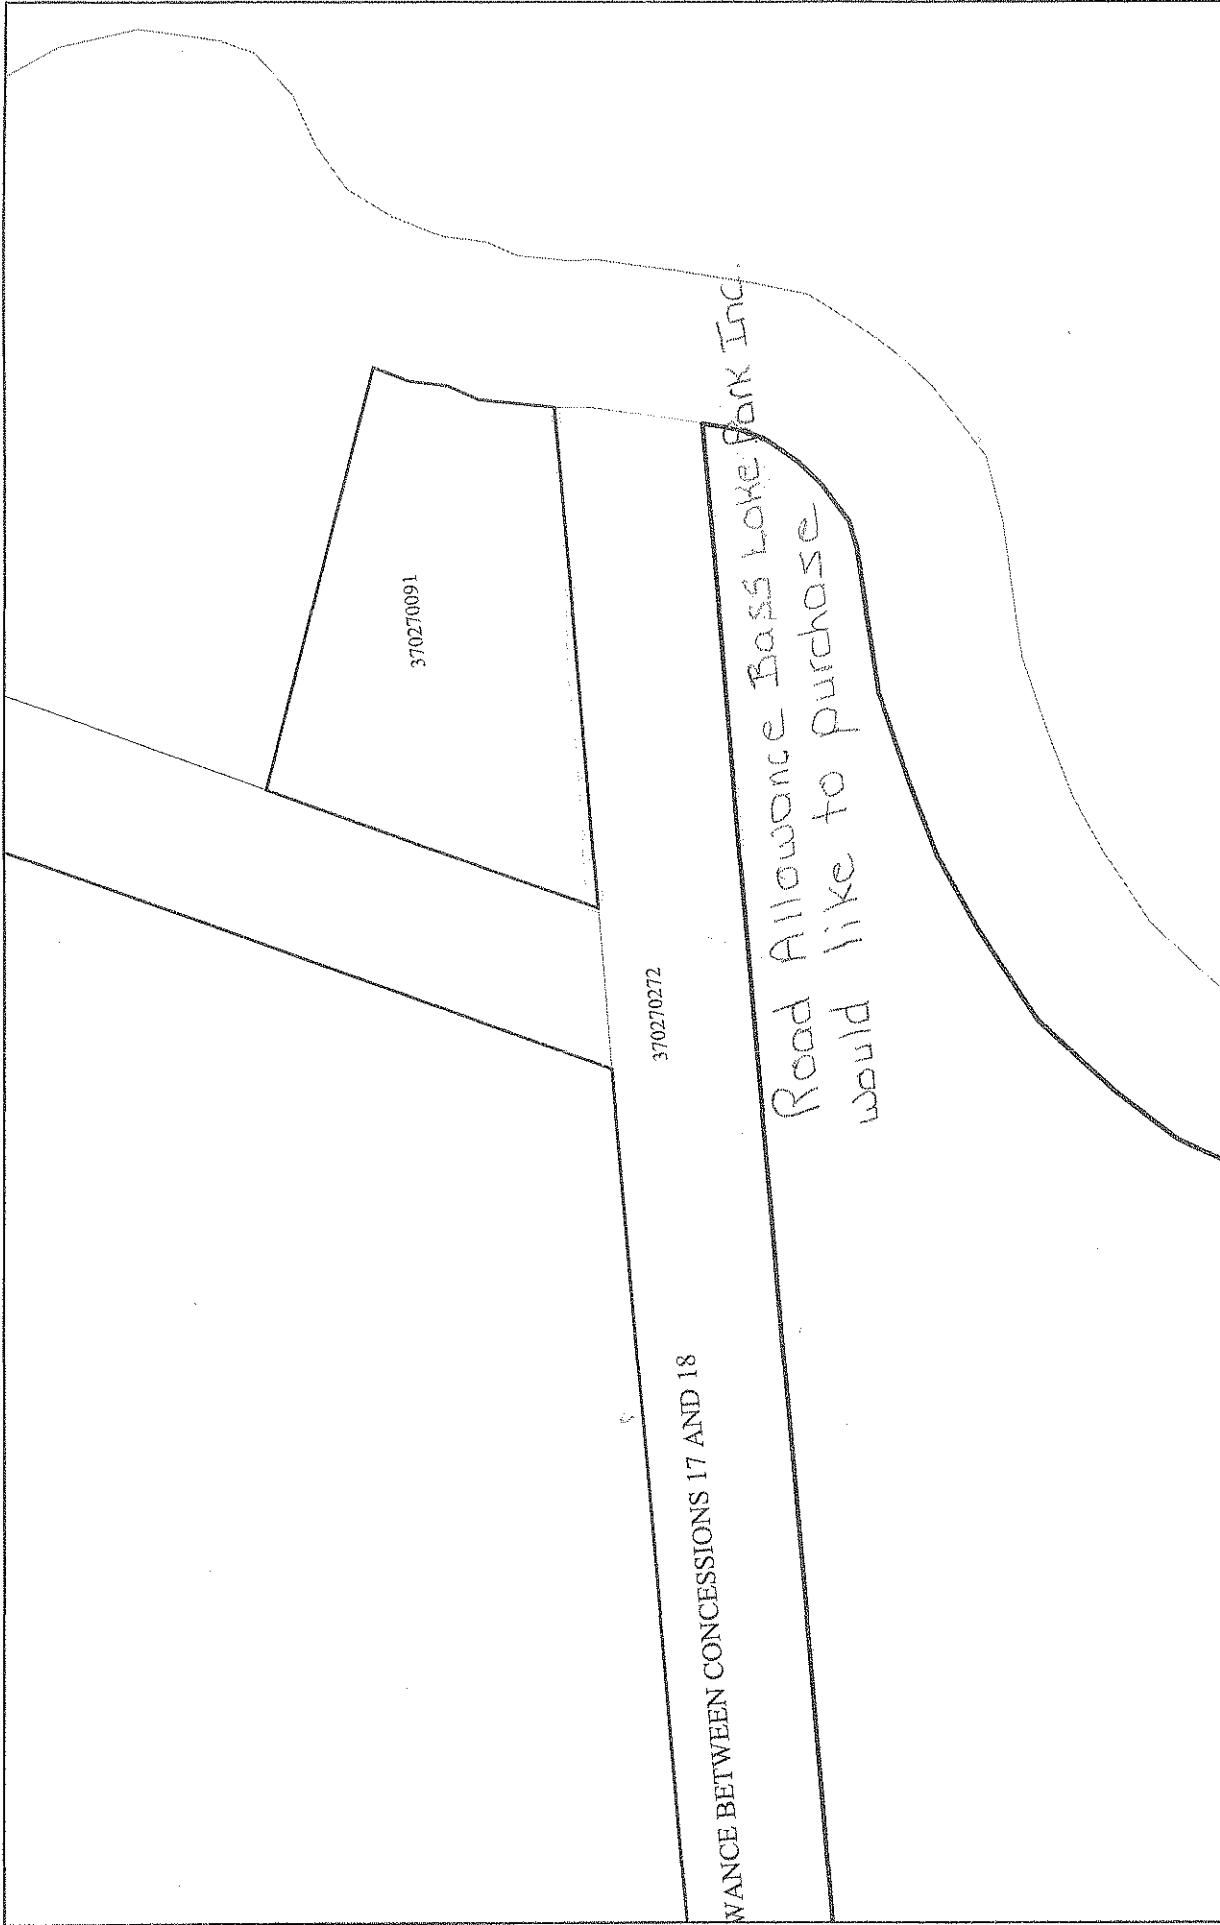 370270091
370270272
WANCE BETWEEN CONCESSIONS 17 AND 18
Road Allowance Bass Lake Park Inc.
would like to purchase